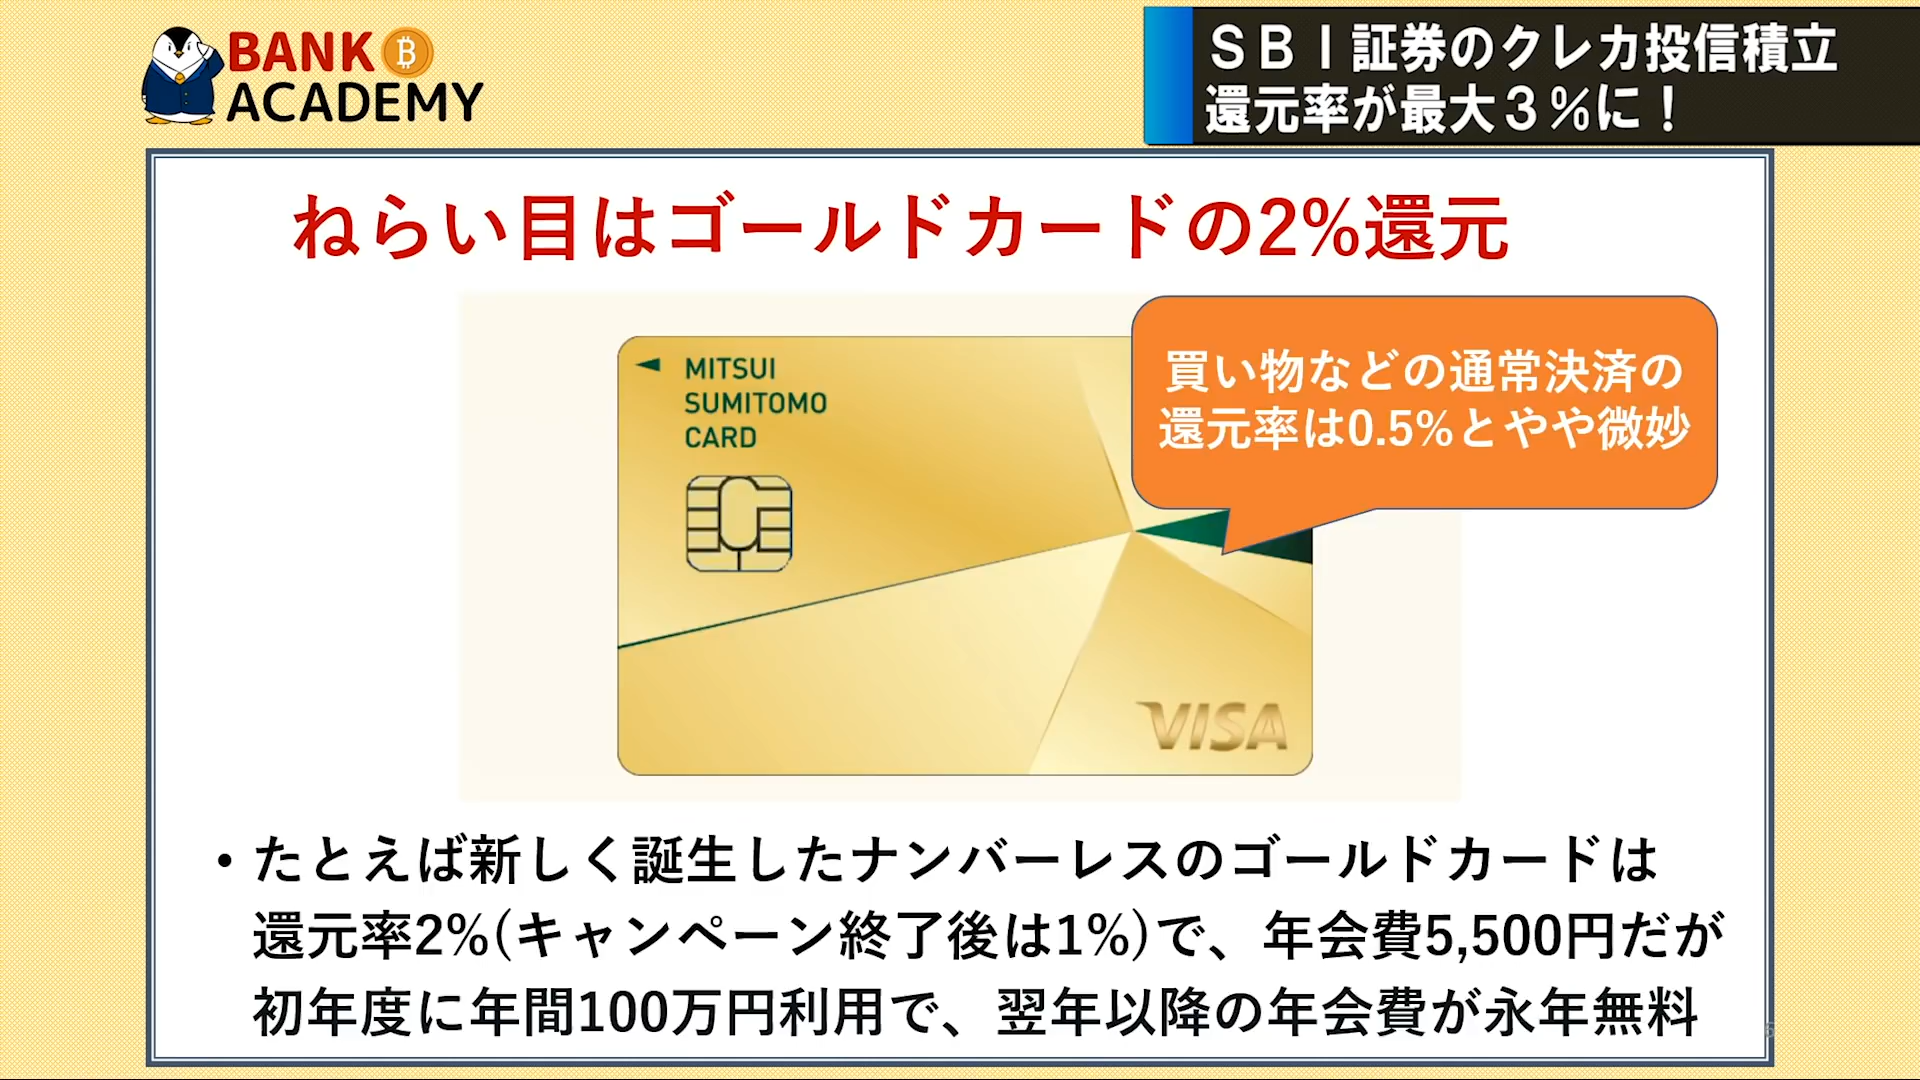 BANK
ACADEMY
ＳＢＩ証券のクレカ投信積立
還元率が最大３％に！
ねらい目はゴールドカードの2%還元
MITSUI
SUMITOMO
CARD
買い物などの通常決済の
還元率は0.5%とやや微妙
VISA
・たとえば新しく誕生したナンバーレスのゴールドカードは
還元率2%(キャンペーン終了後は1%)で、年会費5,500円だが
初年度に年間100万円利用で、翌年以降の年会費が永年無料